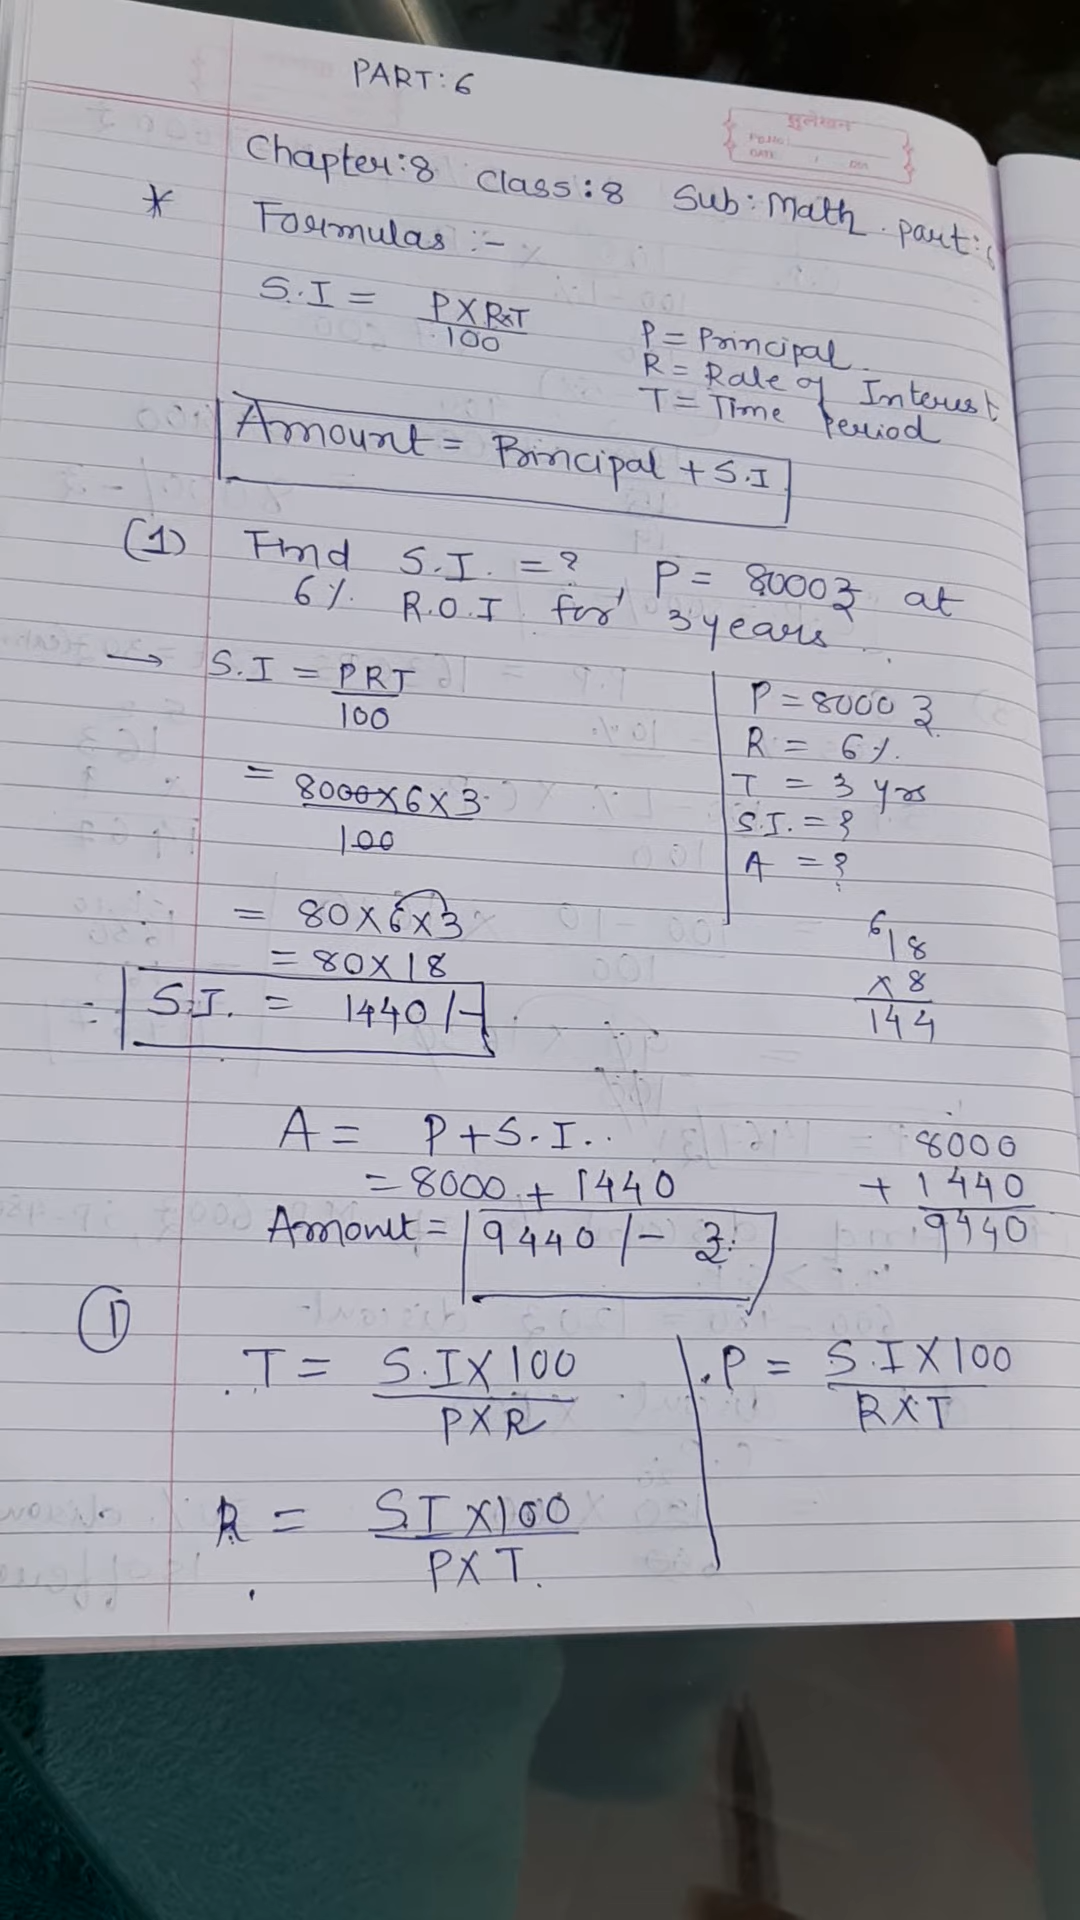 PART: 6
सुलेखन
Chapter: 8 Class: 8 Sub: Math. part:
* Formulas :-
S.I = P X R x T / 100
P = Principal
R = Rate of Interest
T = Time Period
Amount = Principal + S.I
(1) Find S.I. = ? P = 8000₹ at
6% R.O.I for 3 years.
→ S.I = PRT / 100
= 8000 x 6 x 3 / 100
= 80 x 6 x 3
= 80 x 18
= S.I. = 1440/-
P = 8000 ₹
R = 6%.
T = 3 yrs
S.I. = ?
A = ?
6 18
x 8
144
A = P + S.I..
= 8000 + 1440
Amount = 9440/- ₹.
8000
+ 1440
9440
①
T = S.I X 100 / P X R
P = S.I X 100 / R X T
R = S.I X 100 / P X T.